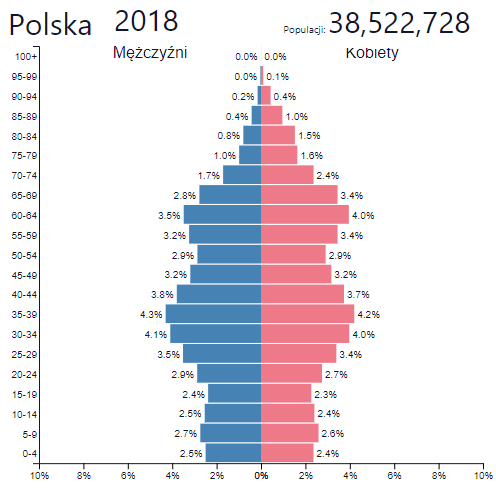 Polska 2018 Populacji: 38,522,728
Mężczyźni Kobiety
100+ 0.0% 0.0%
95-99 0.0% 0.1%
90-94 0.2% 0.4%
85-89 0.4% 1.0%
80-84 0.8% 1.5%
75-79 1.0% 1.6%
70-74 1.7% 2.4%
65-69 2.8% 3.4%
60-64 3.5% 4.0%
55-59 3.2% 3.4%
50-54 2.9% 2.9%
45-49 3.2% 3.2%
40-44 3.8% 3.7%
35-39 4.3% 4.2%
30-34 4.1% 4.0%
25-29 3.5% 3.4%
20-24 2.9% 2.7%
15-19 2.4% 2.3%
10-14 2.5% 2.4%
5-9 2.7% 2.6%
0-4 2.5% 2.4%
10% 8% 6% 4% 2% 0% 2% 4% 6% 8% 10%